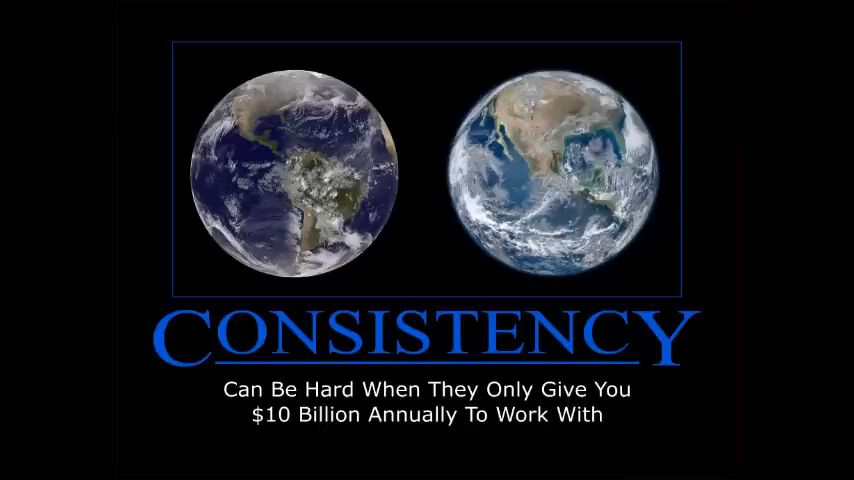 CONSISTENCY
Can Be Hard When They Only Give You
$10 Billion Annually To Work With